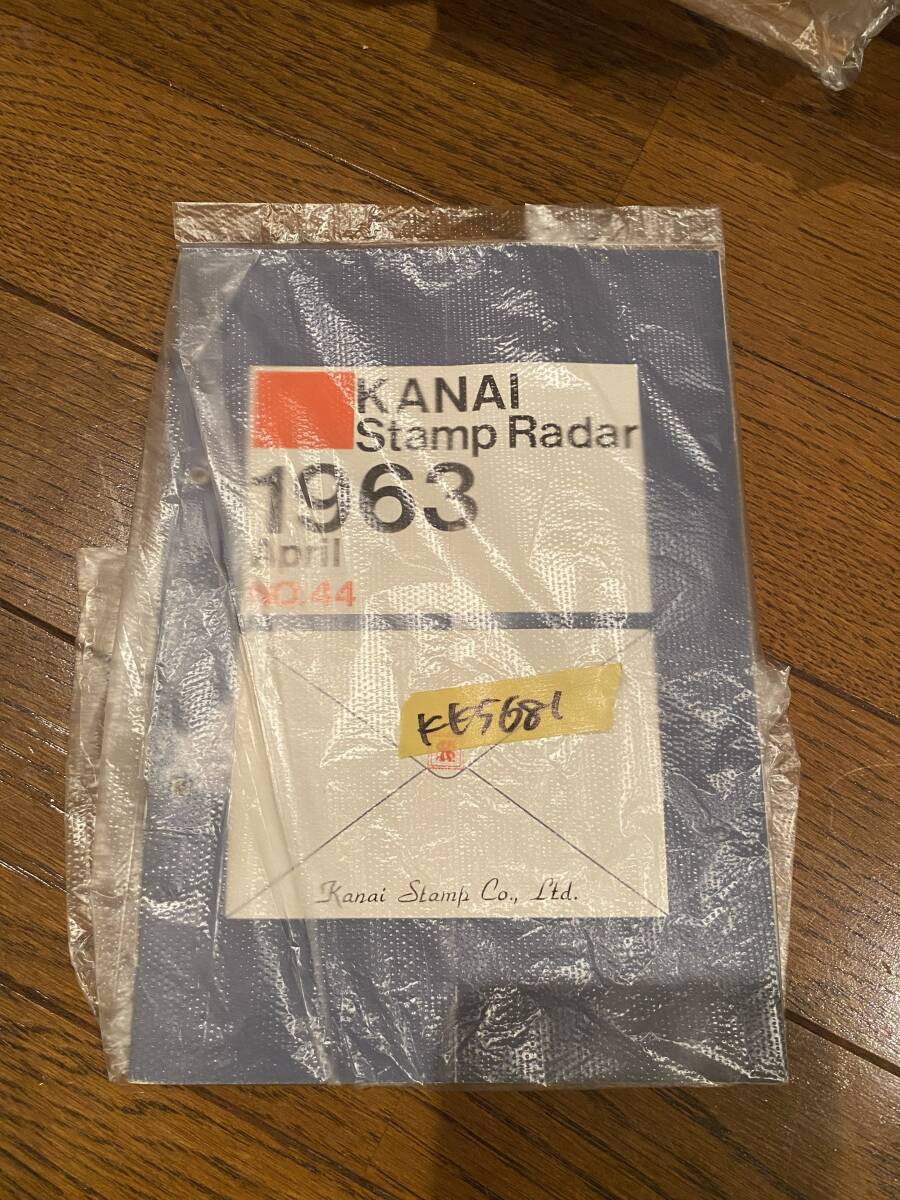 KANAI
Stamp Radar
1963
April
NO.44
KE5681
Kanai Stamp Co., Ltd.